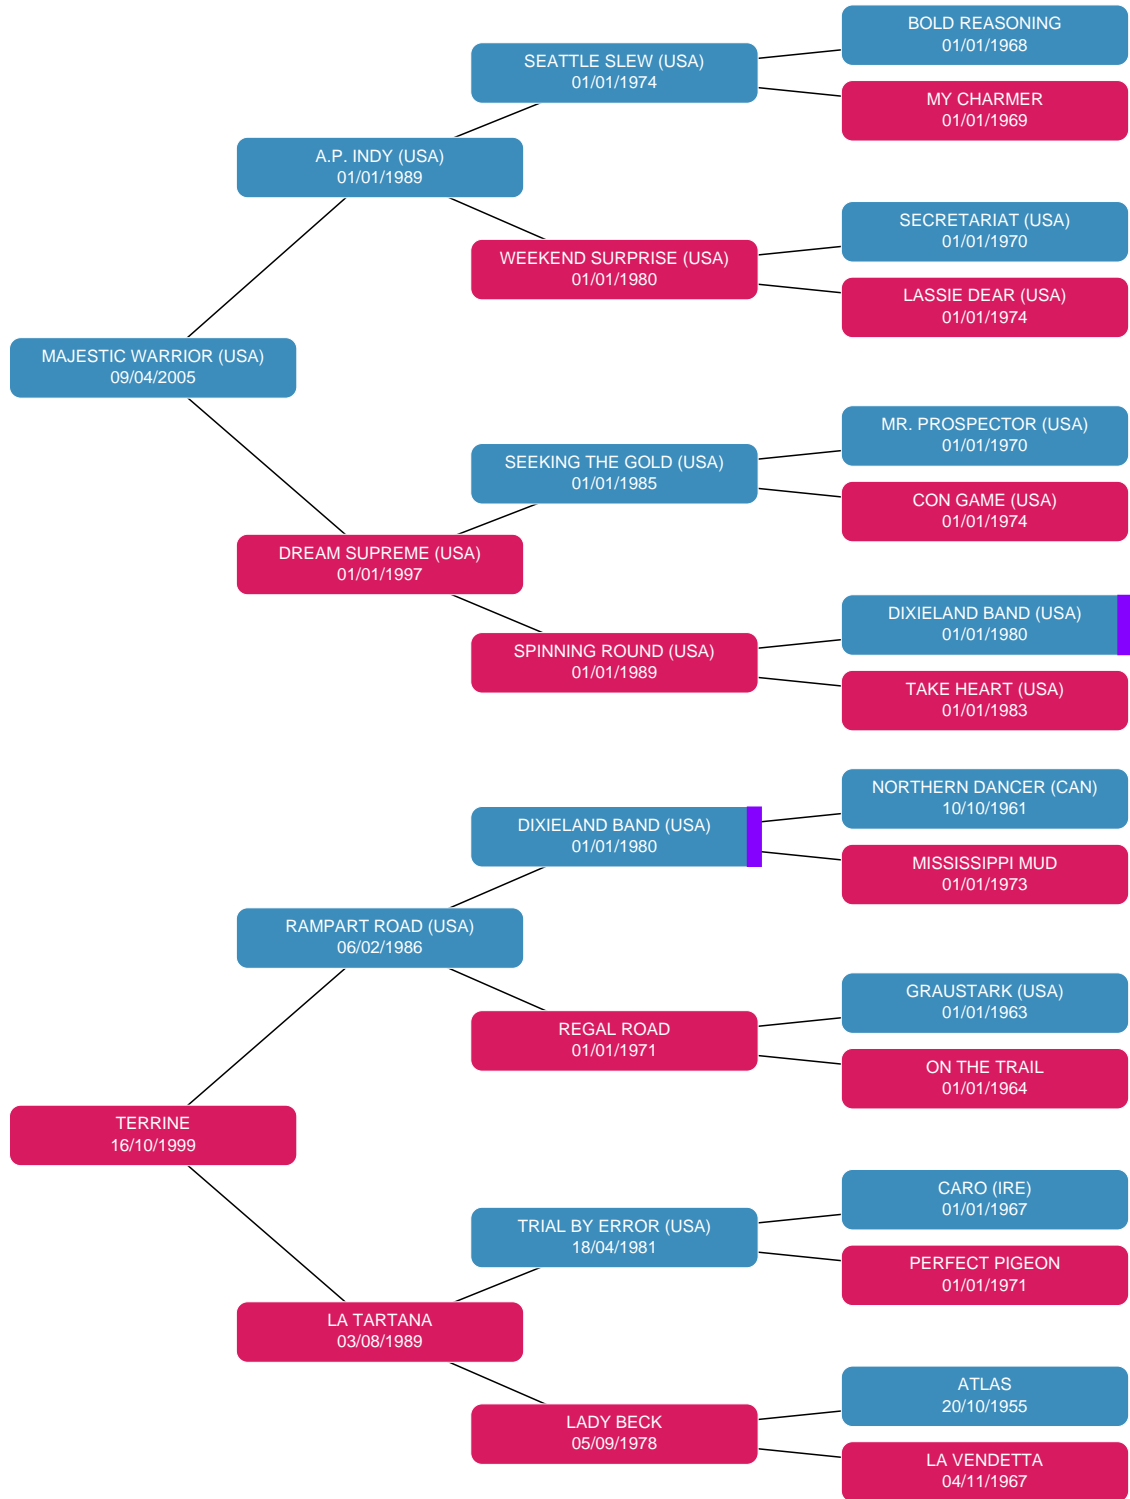 BOLD REASONING
01/01/1968
SEATTLE SLEW (USA)
01/01/1974
MY CHARMER
01/01/1969
A.P. INDY (USA)
01/01/1989
SECRETARIAT (USA)
01/01/1970
WEEKEND SURPRISE (USA)
01/01/1980
LASSIE DEAR (USA)
01/01/1974
MAJESTIC WARRIOR (USA)
09/04/2005
MR. PROSPECTOR (USA)
01/01/1970
SEEKING THE GOLD (USA)
01/01/1985
CON GAME (USA)
01/01/1974
DREAM SUPREME (USA)
01/01/1997
DIXIELAND BAND (USA)
01/01/1980
SPINNING ROUND (USA)
01/01/1989
TAKE HEART (USA)
01/01/1983
NORTHERN DANCER (CAN)
10/10/1961
DIXIELAND BAND (USA)
01/01/1980
MISSISSIPPI MUD
01/01/1973
RAMPART ROAD (USA)
06/02/1986
GRAUSTARK (USA)
01/01/1963
REGAL ROAD
01/01/1971
ON THE TRAIL
01/01/1964
TERRINE
16/10/1999
CARO (IRE)
01/01/1967
TRIAL BY ERROR (USA)
18/04/1981
PERFECT PIGEON
01/01/1971
LA TARTANA
03/08/1989
ATLAS
20/10/1955
LADY BECK
05/09/1978
LA VENDETTA
04/11/1967